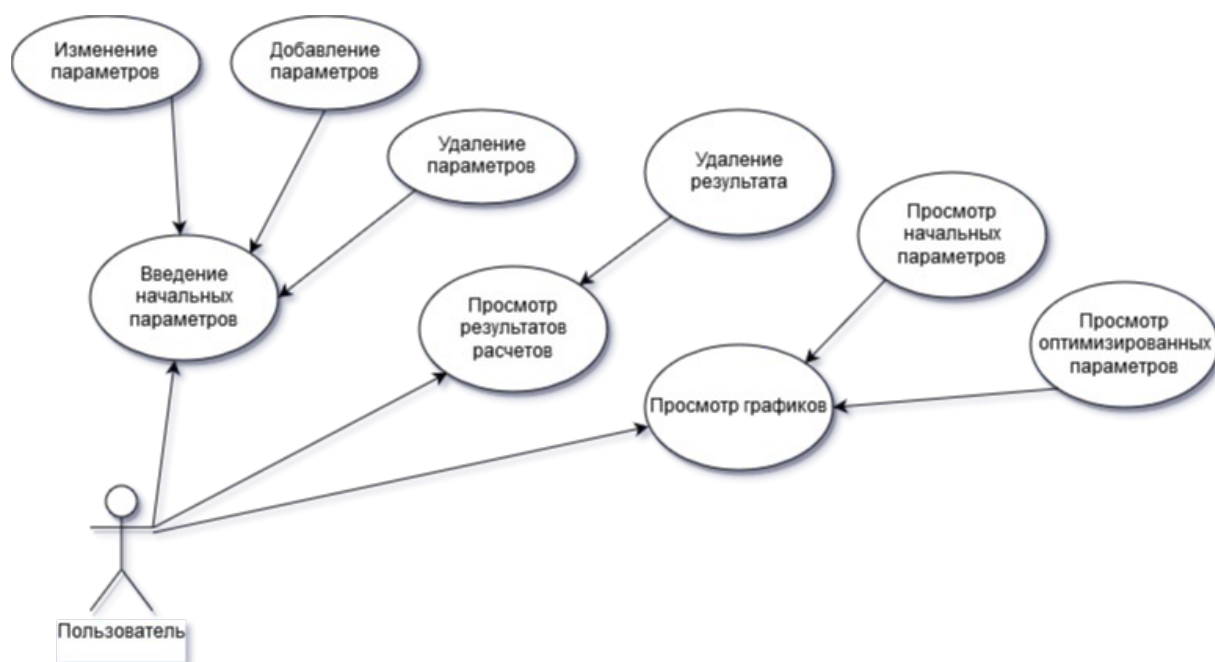 Изменение
параметров
Добавление
параметров
Удаление
параметров
Удаление
результата
Просмотр
начальных
параметров
Введение
начальных
параметров
Просмотр
результатов
расчетов
Просмотр
оптимизированных
параметров
Просмотр графиков
Пользователь